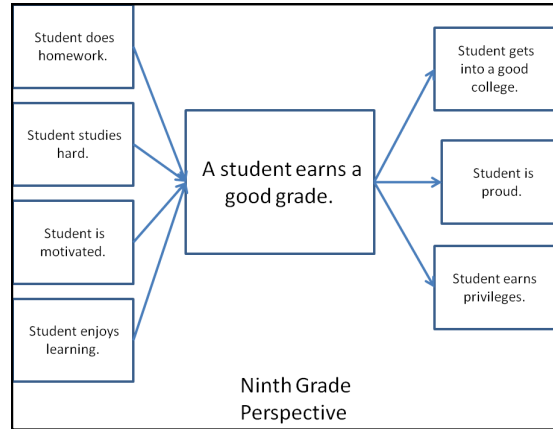 Student does
homework.
Student studies
hard.
Student is
motivated.
Student enjoys
learning.
A student earns a
good grade.
Student gets
into a good
college.
Student is
proud.
Student earns
privileges.
Ninth Grade
Perspective